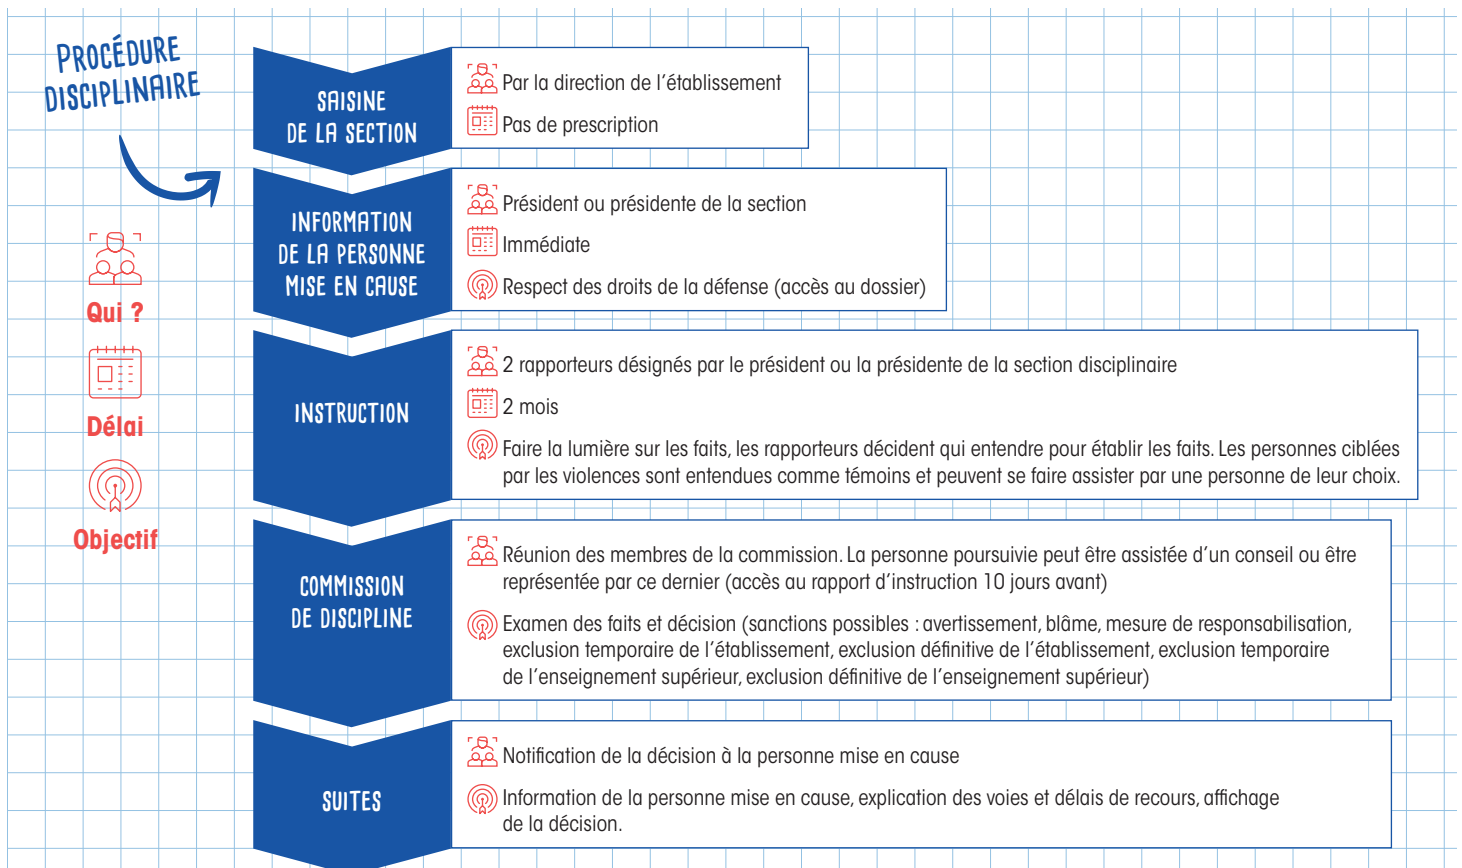 PROCÉDURE
DISCIPLINAIRE
Qui ?
Délai
Objectif
SAISINE
DE LA SECTION
Par la direction de l'établissement
Pas de prescription
INFORMATION
DE LA PERSONNE
MISE EN CAUSE
Président ou présidente de la section
Immédiate
Respect des droits de la défense (accès au dossier)
INSTRUCTION
2 rapporteurs désignés par le président ou la présidente de la section disciplinaire
2 mois
Faire la lumière sur les faits, les rapporteurs décident qui entendre pour établir les faits. Les personnes ciblées
par les violences sont entendues comme témoins et peuvent se faire assister par une personne de leur choix.
COMMISSION
DE DISCIPLINE
Réunion des membres de la commission. La personne poursuivie peut être assistée d'un conseil ou être
représentée par ce dernier (accès au rapport d'instruction 10 jours avant)
Examen des faits et décision (sanctions possibles : avertissement, blâme, mesure de responsabilisation,
exclusion temporaire de l'établissement, exclusion définitive de l'établissement, exclusion temporaire
de l'enseignement supérieur, exclusion définitive de l'enseignement supérieur)
SUITES
Notification de la décision à la personne mise en cause
Information de la personne mise en cause, explication des voies et délais de recours, affichage
de la décision.